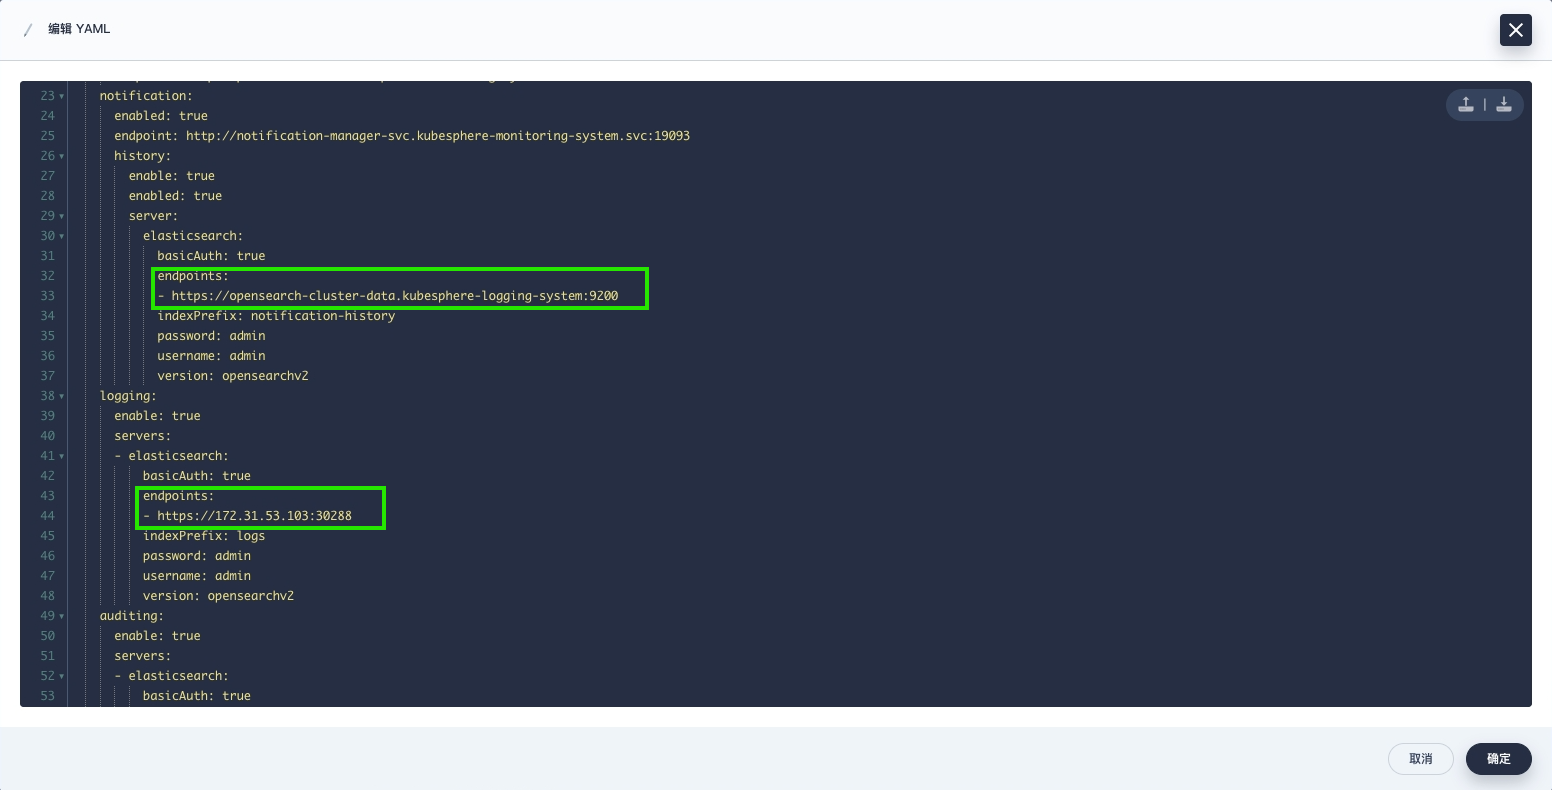 编辑 YAML
23 notification:
24 enabled: true
25 endpoint: http://notification-manager-svc.kubesphere-monitoring-system.svc:19093
26 history:
27 enable: true
28 enabled: true
29 server:
30 elasticsearch:
31 basicAuth: true
32 endpoints:
33 - https://opensearch-cluster-data.kubesphere-logging-system:9200
34 indexPrefix: notification-history
35 password: admin
36 username: admin
37 version: opensearchv2
38 logging:
39 enable: true
40 servers:
41 - elasticsearch:
42 basicAuth: true
43 endpoints:
44 - https://172.31.53.103:30288
45 indexPrefix: logs
46 password: admin
47 username: admin
48 version: opensearchv2
49 auditing:
50 enable: true
51 servers:
52 - elasticsearch:
53 basicAuth: true
取消
确定